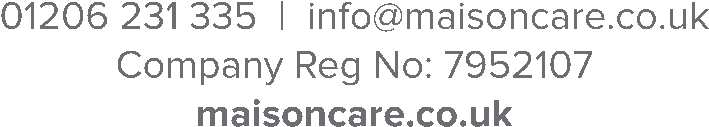 01206 231 335 | info@maisoncare.co.uk
Company Reg No: 7952107
maisoncare.co.uk